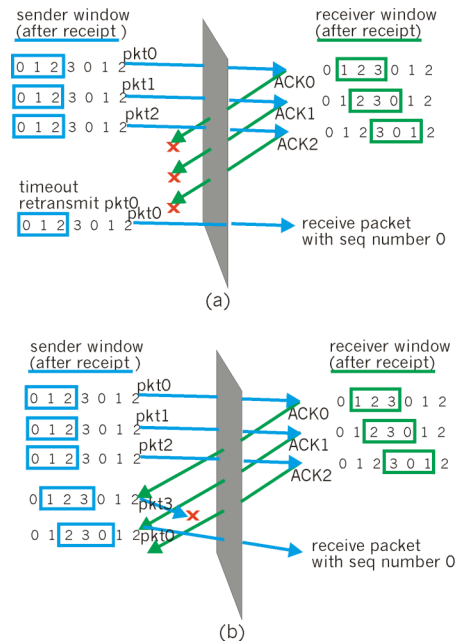 sender window
(after receipt )
receiver window
(after receipt)
0 1 2 3 0 1 2 pkt0
0 1 2 3 0 1 2 pkt1
0 1 2 3 0 1 2 pkt2
ACK0
ACK1
ACK2
0 1 2 3 0 1 2
0 1 2 3 0 1 2
0 1 2 3 0 1 2
timeout
retransmit pkt0
0 1 2 3 0 1 2 pkt0
receive packet
with seq number 0
(a)
sender window
(after receipt )
receiver window
(after receipt)
0 1 2 3 0 1 2 pkt0
0 1 2 3 0 1 2 pkt1
0 1 2 3 0 1 2 pkt2
ACK0
ACK1
ACK2
0 1 2 3 0 1 2
0 1 2 3 0 1 2
0 1 2 3 0 1 2
0 1 2 3 0 1 2 pkt3
0 1 2 3 0 1 2 pkt0
receive packet
with seq number 0
(b)